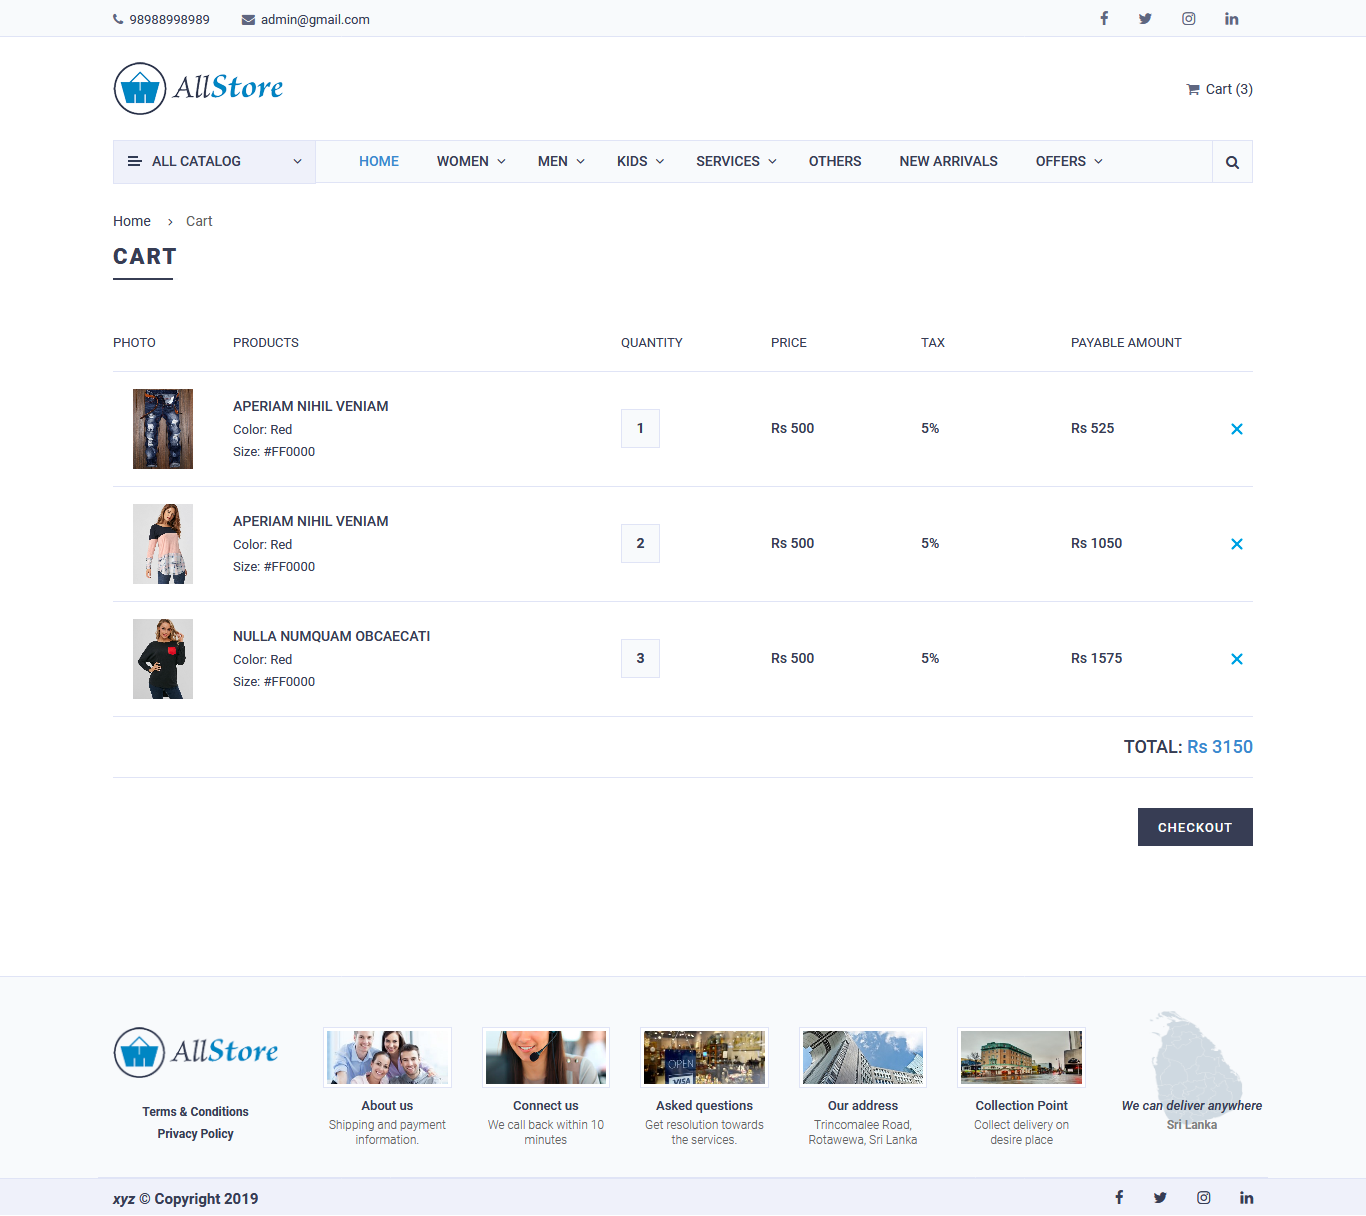 98988998989 admin@gmail.com
AllStore
Cart (3)
ALL CATALOG HOME WOMEN MEN KIDS SERVICES OTHERS NEW ARRIVALS OFFERS
Home › Cart
CART
PHOTO PRODUCTS QUANTITY PRICE TAX PAYABLE AMOUNT
APERIAM NIHIL VENIAM
Color: Red
Size: #FF0000
1 Rs 500 5% Rs 525
APERIAM NIHIL VENIAM
Color: Red
Size: #FF0000
2 Rs 500 5% Rs 1050
NULLA NUMQUAM OBCAECATI
Color: Red
Size: #FF0000
3 Rs 500 5% Rs 1575
TOTAL: Rs 3150
CHECKOUT
AllStore
Terms & Conditions
Privacy Policy
About us
Shipping and payment
information.
Connect us
We call back within 10
minutes
OPEN
VISA
Asked questions
Get resolution towards
the services.
Our address
Trincomalee Road,
Rotawewa, Sri Lanka
Collection Point
Collect delivery on
desire place
We can deliver anywhere
Sri Lanka
xyz © Copyright 2019